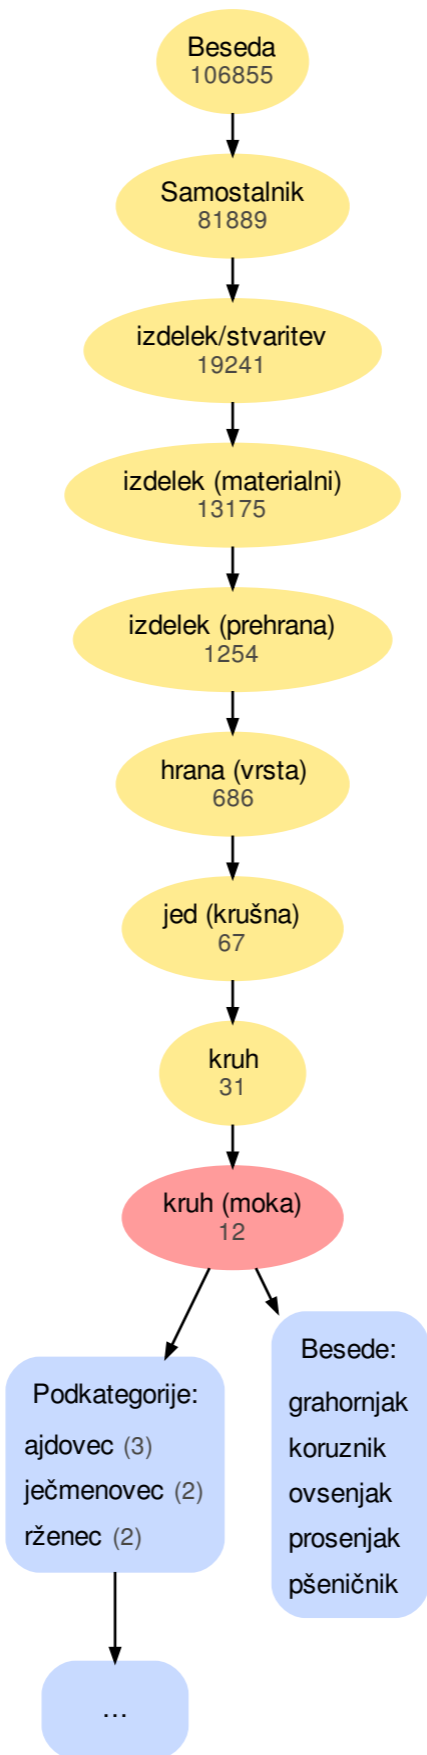 Beseda
106855
Samostalnik
81889
izdelek/stvaritev
19241
izdelek (materialni)
13175
izdelek (prehrana)
1254
hrana (vrsta)
686
jed (krušna)
67
kruh
31
kruh (moka)
12
Podkategorije:
ajdovec (3)
ječmenovec (2)
rženec (2)
Besede:
grahornjak
koruznik
ovsenjak
prosenjak
pšeničnik
...